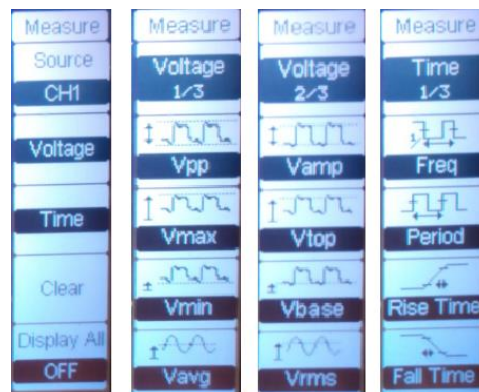 Measure
Source
CH1
Voltage
Time
Clear
Display All
OFF
Measure
Voltage
1/3
Vpp
Vmax
Vmin
Vavg
Measure
Voltage
2/3
Vamp
Vtop
Vbase
Vrms
Measure
Time
1/3
Freq
Period
Rise Time
Fall Time